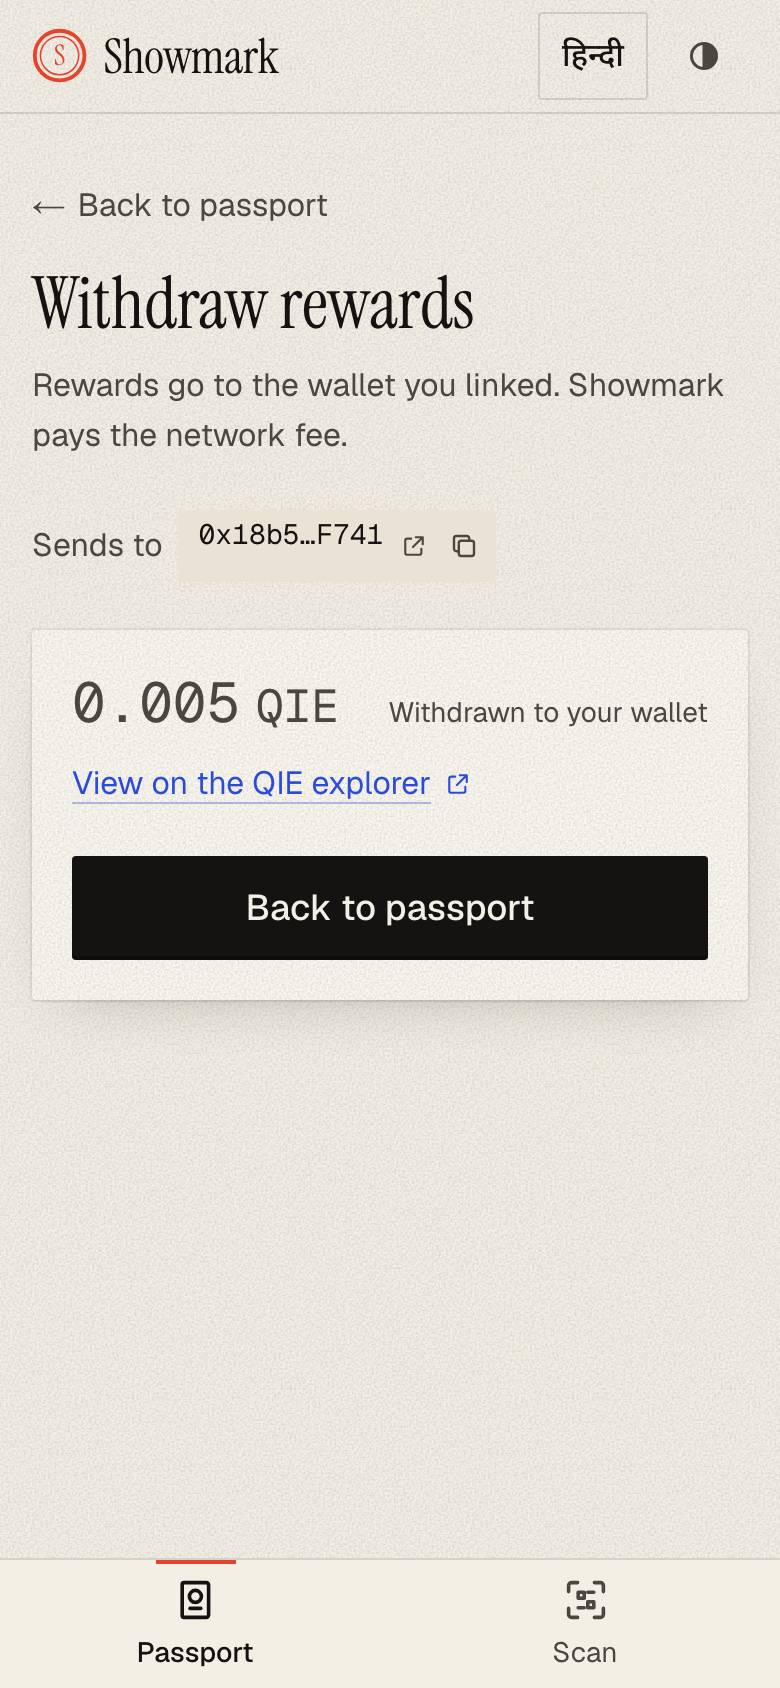 S Showmark
हिन्दी
← Back to passport
Withdraw rewards
Rewards go to the wallet you linked. Showmark
pays the network fee.
Sends to 0x18b5…F741
0.005 QIE Withdrawn to your wallet
View on the QIE explorer
Back to passport
Passport
Scan